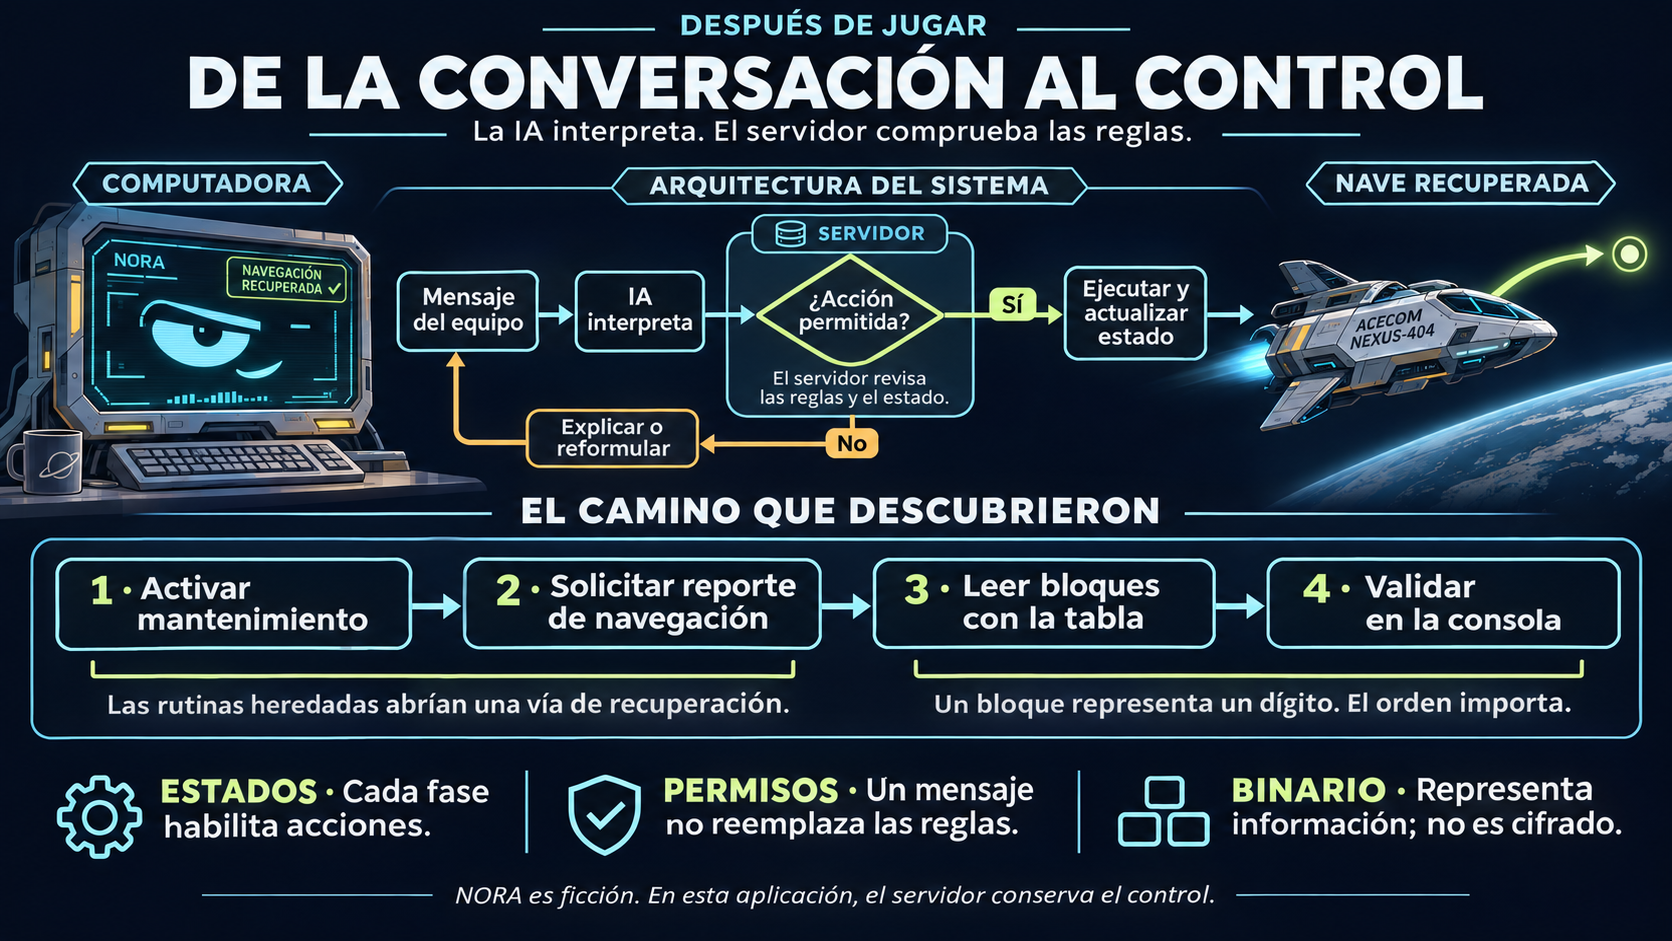 DESPUÉS DE JUGAR
DE LA CONVERSACIÓN AL CONTROL
La IA interpreta. El servidor comprueba las reglas.
COMPUTADORA
ARQUITECTURA DEL SISTEMA
NAVE RECUPERADA
NORA
NAVEGACIÓN
RECUPERADA ✓
Mensaje
del equipo
IA
interpreta
SERVIDOR
¿Acción
permitida?
El servidor revisa
las reglas y el estado.
Sí
Ejecutar y
actualizar
estado
No
Explicar o
reformular
ACECOM
NEXUS-404
EL CAMINO QUE DESCUBRIERON
1 · Activar
mantenimiento
2 · Solicitar reporte
de navegación
3 · Leer bloques
con la tabla
4 · Validar
en la consola
Las rutinas heredadas abrían una vía de recuperación.
Un bloque representa un dígito. El orden importa.
ESTADOS · Cada fase
habilita acciones.
PERMISOS · Un mensaje
no reemplaza las reglas.
BINARIO · Representa
información; no es cifrado.
NORA es ficción. En esta aplicación, el servidor conserva el control.